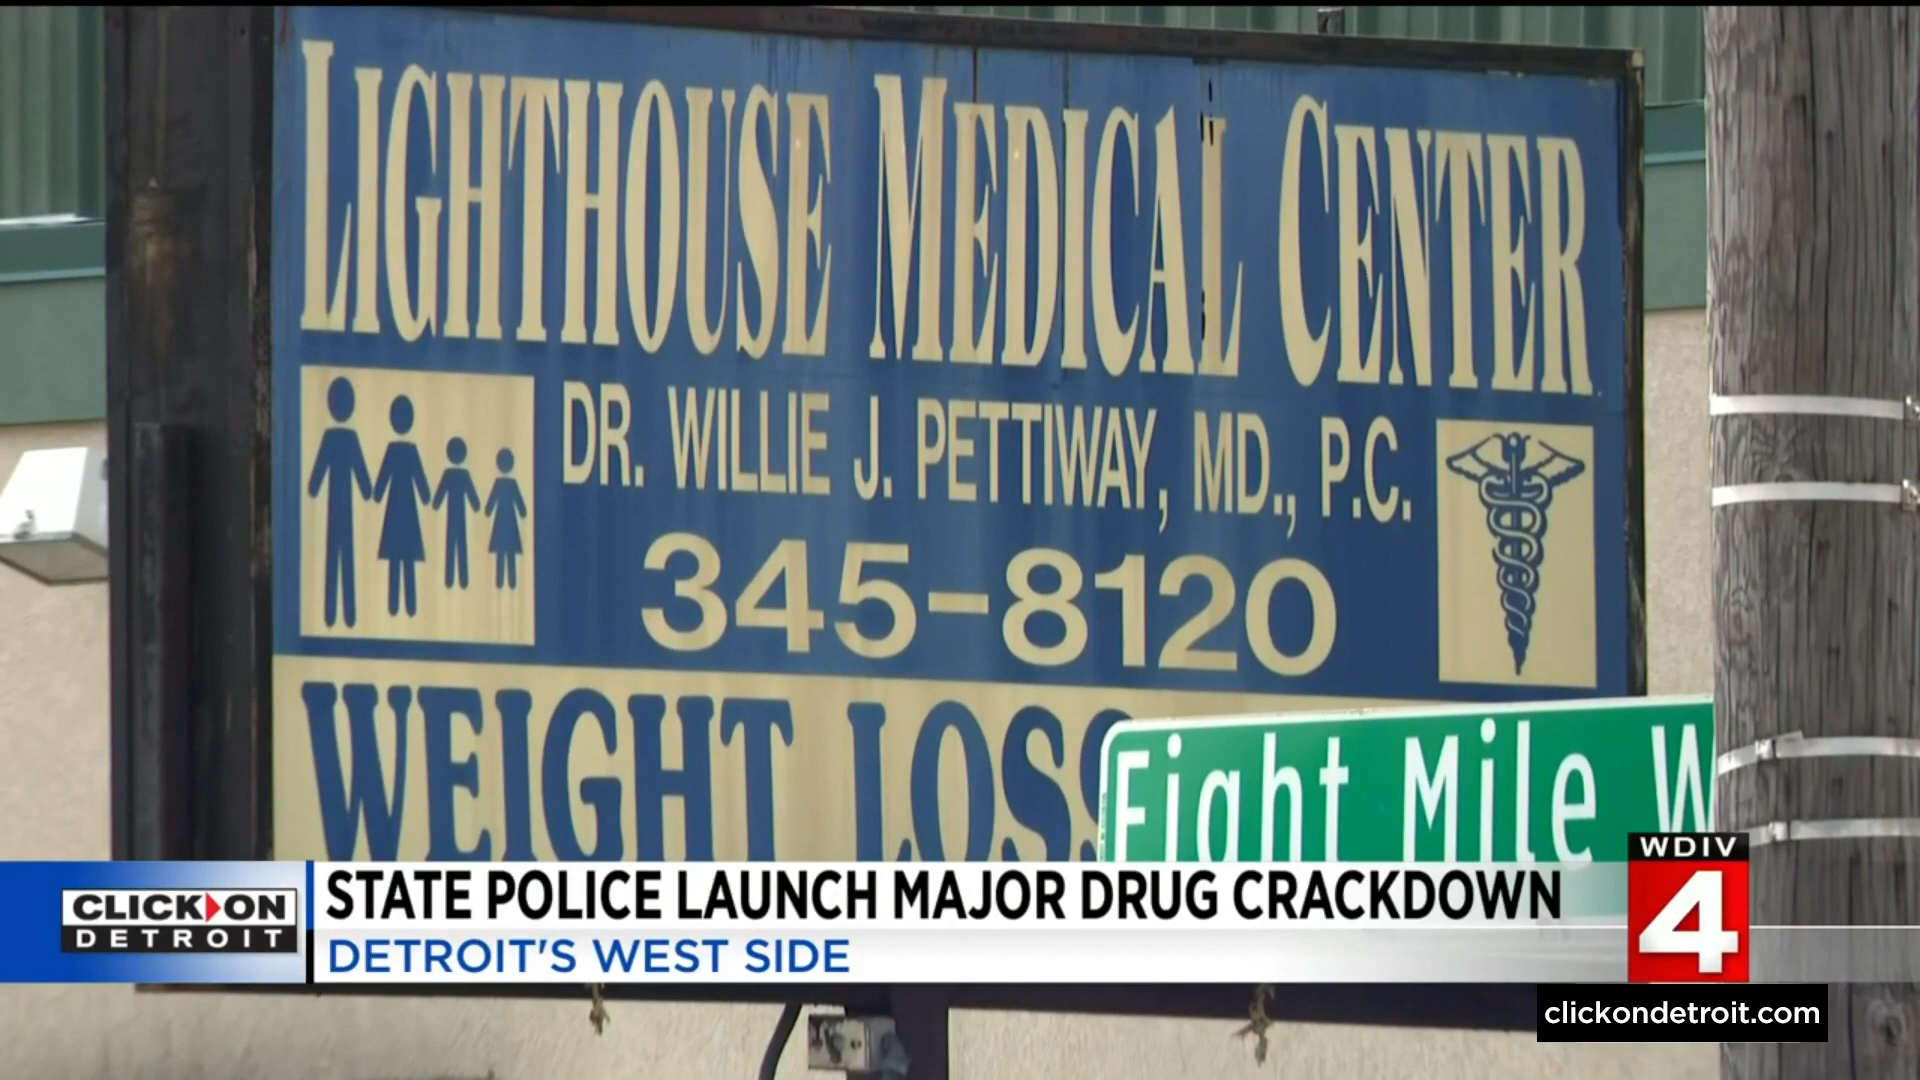 LIGHTHOUSE MEDICAL CENTER
DR. WILLIE J. PETTIWAY, MD., P.C.
345-8120
WEIGHT LOSS
Eight Mile W
WDIV
4
CLICK ON
DETROIT
STATE POLICE LAUNCH MAJOR DRUG CRACKDOWN
DETROIT'S WEST SIDE
clickondetroit.com